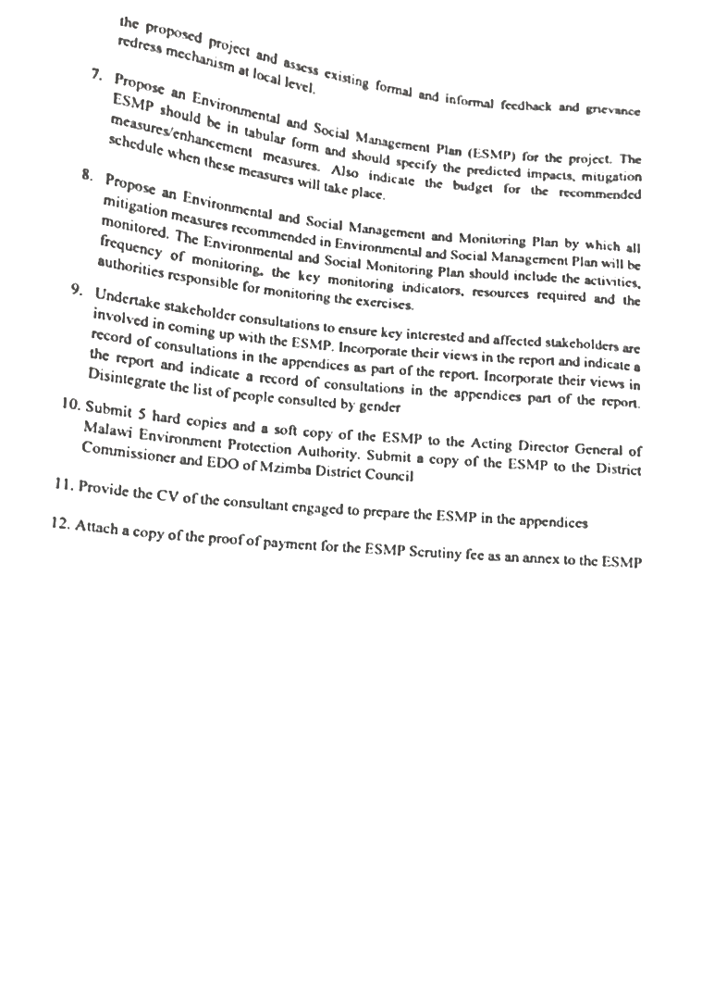 the proposed project and assess existing formal and informal feedback and grievance
redress mechanism at local level.
7. Propose an Environmental and Social Management Plan (ESMP) for the project. The
ESMP should be in tabular form and should specify the predicted impacts, mitigation
measures/enhancement measures. Also indicate the budget for the recommended
schedule when these measures will take place.
8. Propose an Environmental and Social Management and Monitoring Plan by which all
mitigation measures recommended in Environmental and Social Management Plan will be
monitored. The Environmental and Social Monitoring Plan should include the activities,
frequency of monitoring, the key monitoring indicators, resources required and the
authorities responsible for monitoring the exercises.
9. Undertake stakeholder consultations to ensure key interested and affected stakeholders are
involved in coming up with the ESMP. Incorporate their views in the report and indicate a
record of consultations in the appendices as part of the report. Incorporate their views in
the report and indicate a record of consultations in the appendices part of the report.
Disintegrate the list of people consulted by gender
10. Submit 5 hard copies and a soft copy of the ESMP to the Acting Director General of
Malawi Environment Protection Authority. Submit a copy of the ESMP to the District
Commissioner and EDO of Mzimba District Council
11. Provide the CV of the consultant engaged to prepare the ESMP in the appendices
12. Attach a copy of the proof of payment for the ESMP Scrutiny fee as an annex to the ESMP